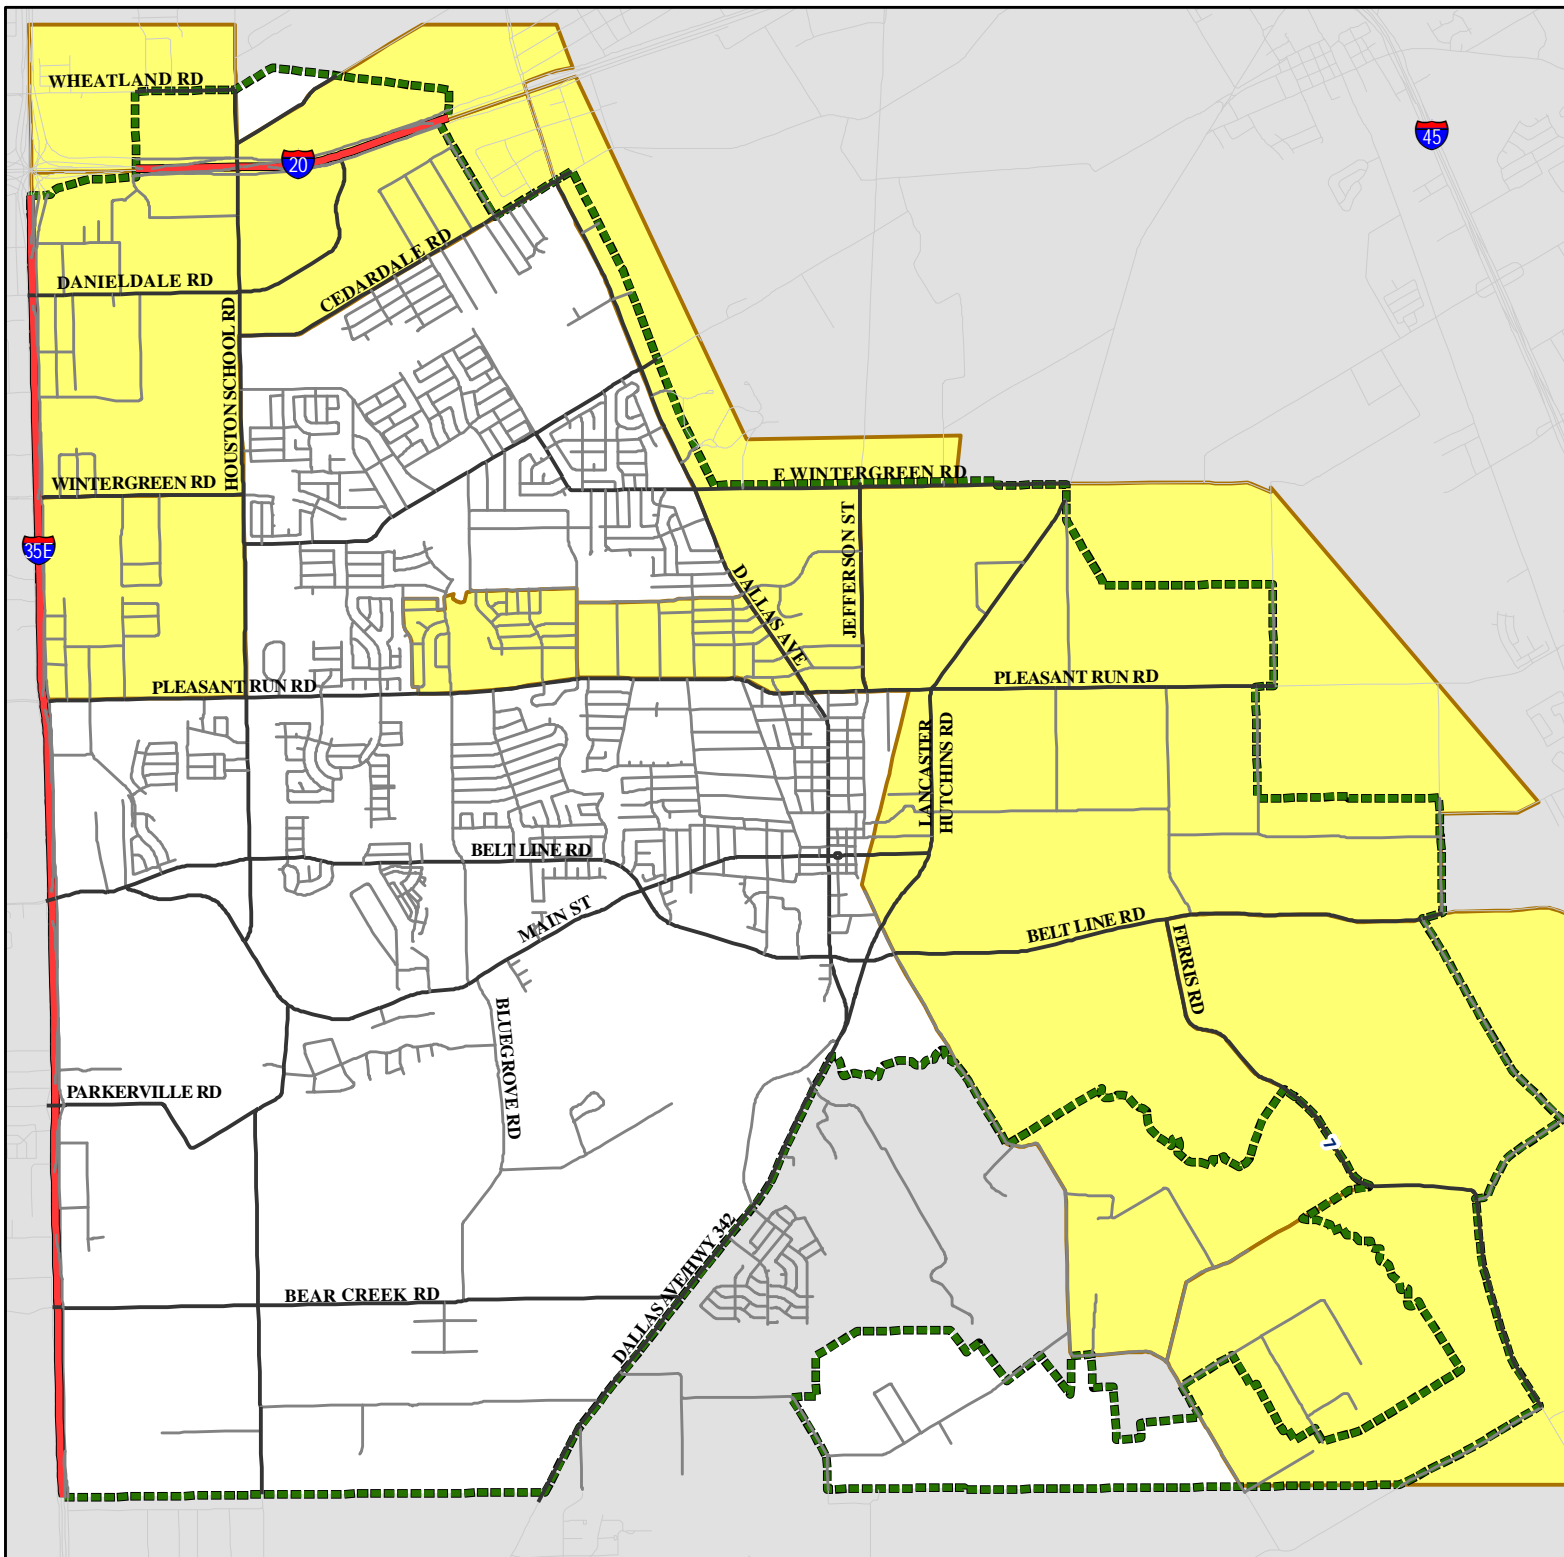 WHEATLAND RD
45
20
CEDARDALE RD
DANIELDALE RD
HOUSTON SCHOOL RD
E WINTERGREEN RD
WINTERGREEN RD
JEFFERSON ST
35E
DALLAS AVE
PLEASANT RUN RD
PLEASANT RUN RD
LANCASTER
HUTCHINS RD
BELT LINE RD
MAIN ST
BELT LINE RD
FERRIS RD
BLUEGROVE RD
PARKERVILLE RD
7
DALLAS AVE/HWY 342
BEAR CREEK RD